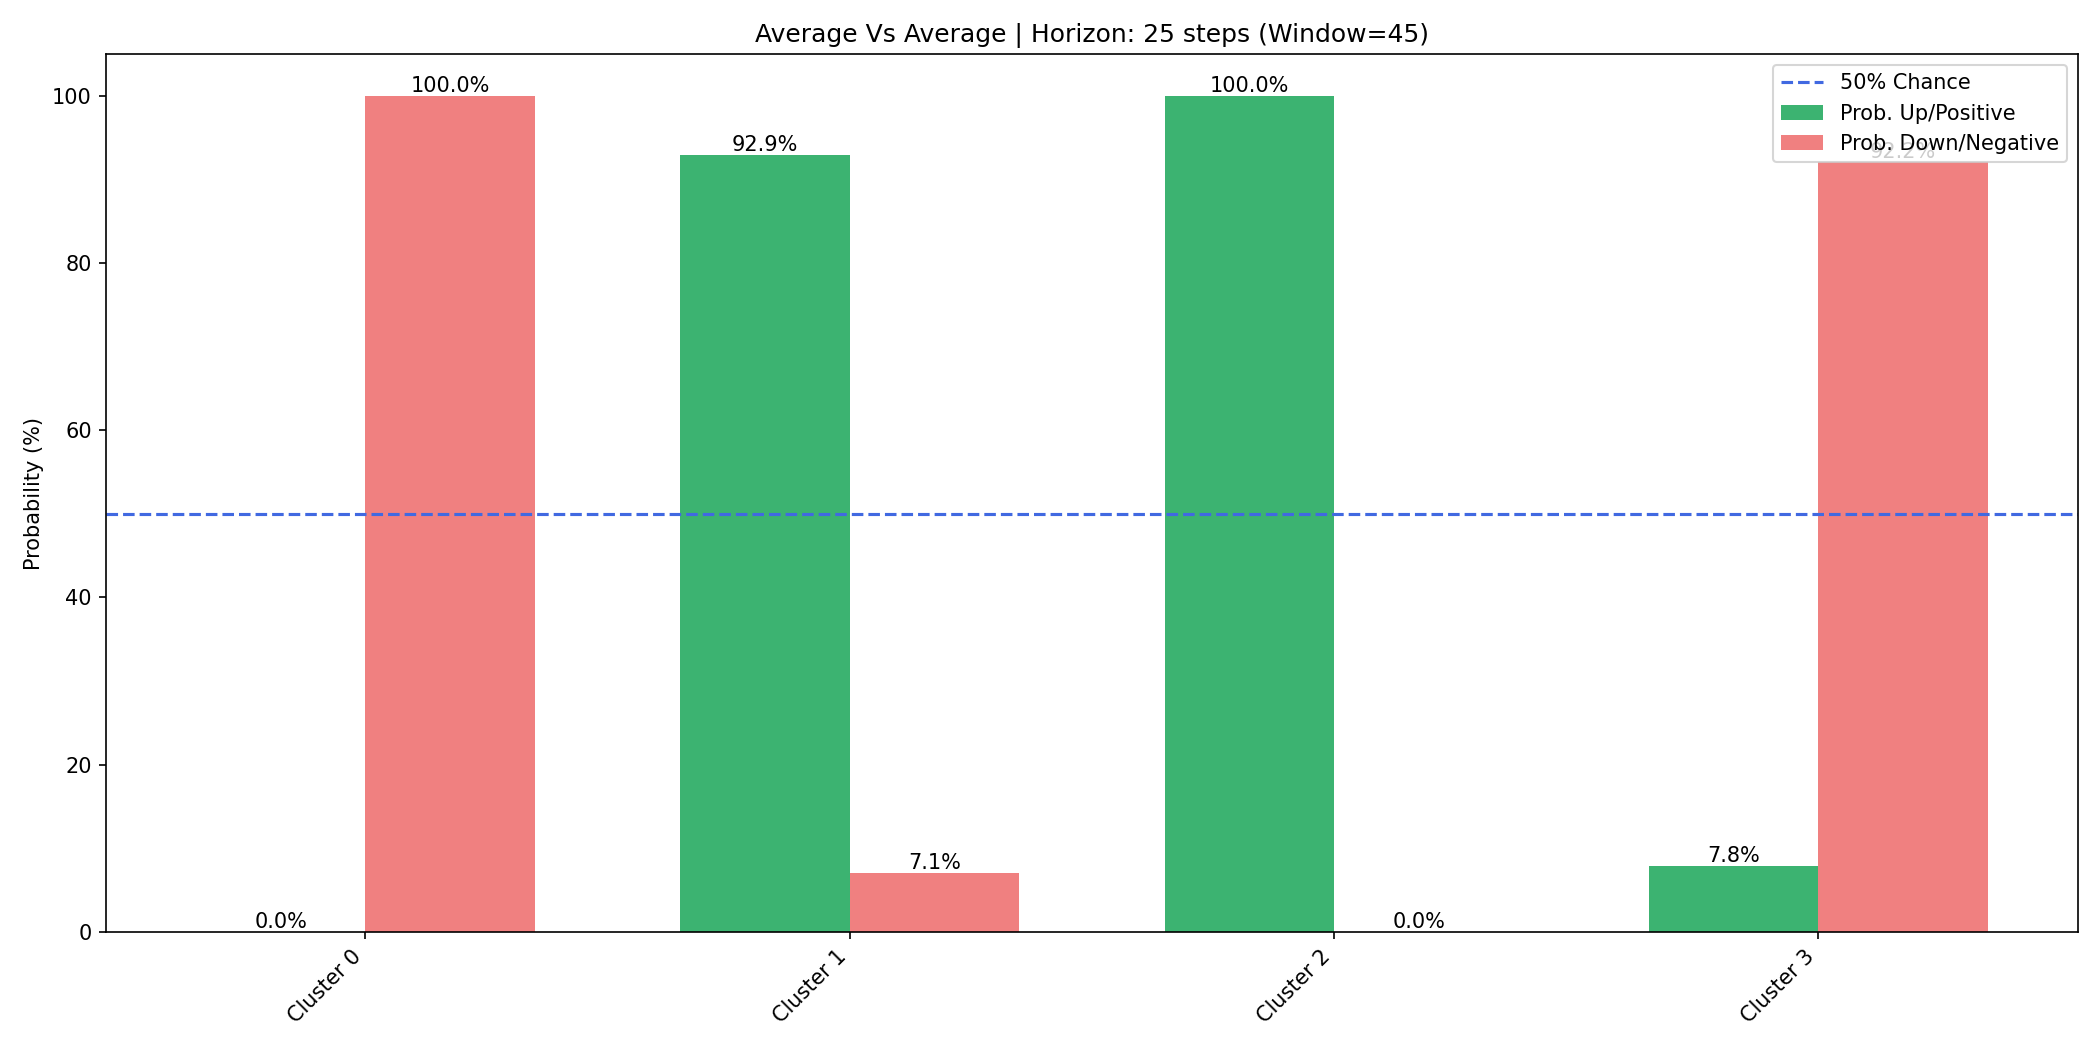 Average Vs Average | Horizon: 25 steps (Window=45)
50% Chance
Prob. Up/Positive
Prob. Down/Negative
100.0%
92.9%
100.0%
92.2%
7.1%
7.8%
0.0%
0.0%
Probability (%)
100
80
60
40
20
0
Cluster 0
Cluster 1
Cluster 2
Cluster 3